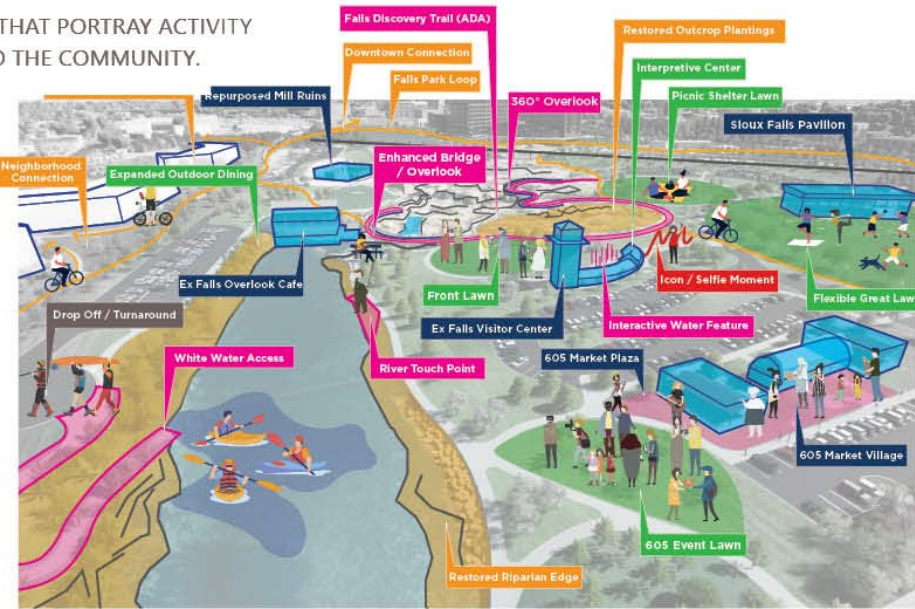 THAT PORTRAY ACTIVITY
THE COMMUNITY.
Falls Discovery Trail (ADA)
Downtown Connection
Falls Park Loop
Restored Outcrop Plantings
Interpretive Center
Picnic Shelter Lawn
Repurposed Mill Ruins
360° Overlook
Sioux Falls Pavilion
Neighborhood
Connection
Expanded Outdoor Dining
Enhanced Bridge
/ Overlook
Ex Falls Overlook Cafe
Front Lawn
Icon / Selfie Moment
Flexible Great Law
Drop Off / Turnaround
Ex Falls Visitor Center
Interactive Water Feature
White Water Access
River Touch Point
605 Market Plaza
605 Market Village
605 Event Lawn
Restored Riparian Edge